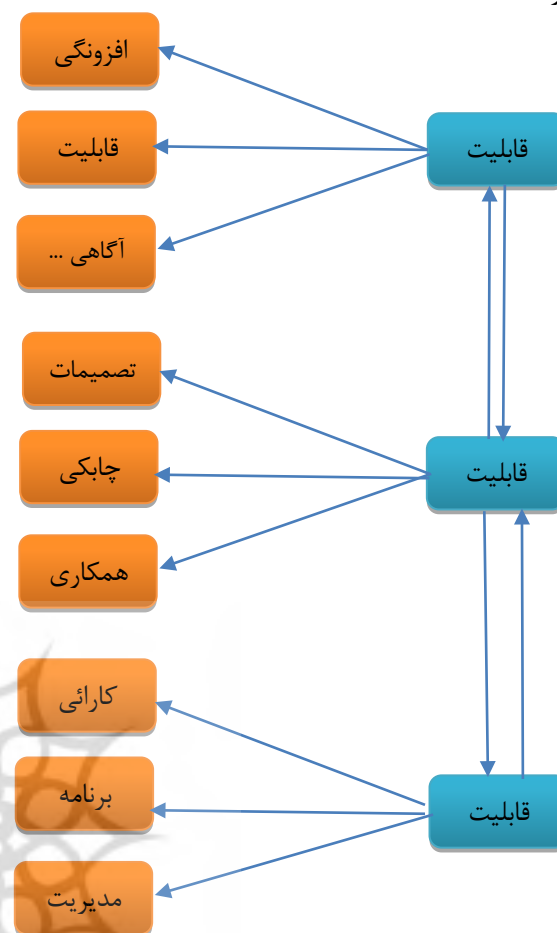 افزونگی
قابلیت
قابلیت
آگاهی ...
تصمیمات
قابلیت
چابکی
همکاری
کارائی
برنامه
قابلیت
مدیریت